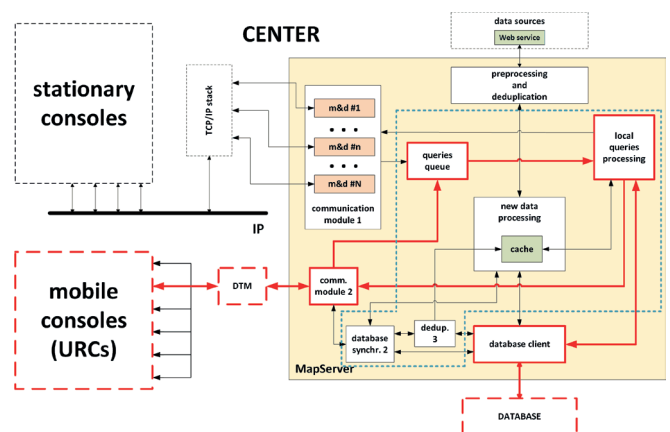 data sources
Web service
CENTER
stationary
consoles
TCP/IP stack
m&d #1
• • •
m&d #n
• • •
m&d #N
communication
module 1
preprocessing
and
deduplication
queries
queue
local
queries
processing
new data
processing
cache
IP
mobile
consoles
(URCs)
DTM
comm.
module 2
database
synchr. 2
dedup.
3
database client
MapServer
DATABASE